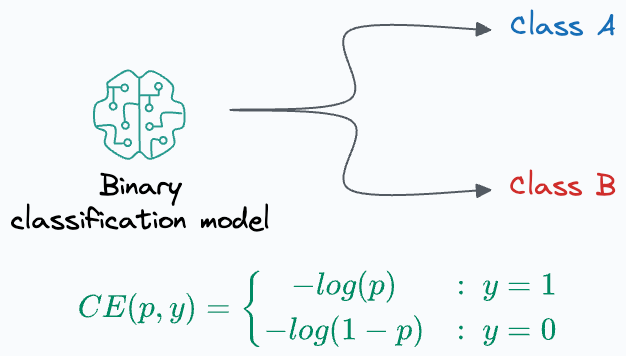 Class A
Binary
classification model
Class B
CE(p, y) = { -log(p) : y = 1
-log(1 - p) : y = 0